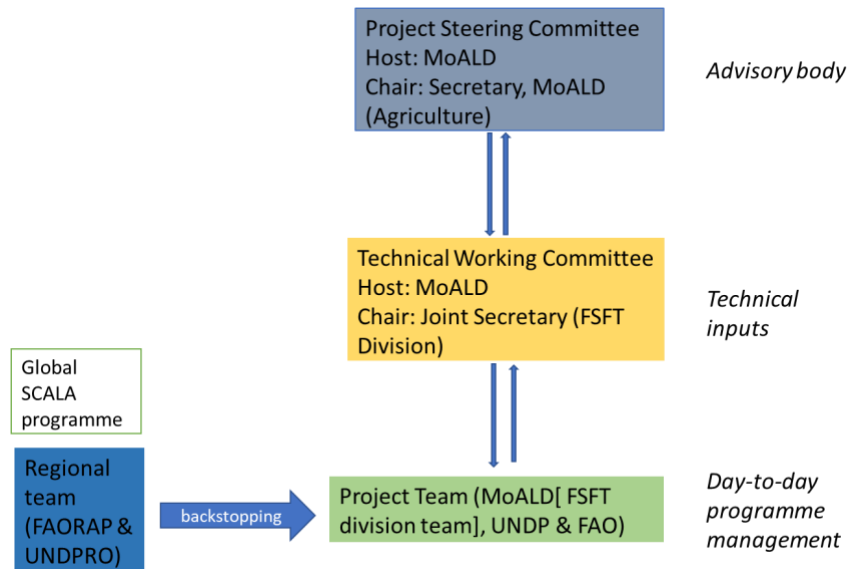 Project Steering Committee
Host: MoALD
Chair: Secretary, MoALD
(Agriculture)
Advisory body
Technical Working Committee
Host: MoALD
Chair: Joint Secretary (FSFT
Division)
Technical
inputs
Global
SCALA
programme
Regional
team
(FAORAP &
UNDPRO)
backstopping
Project Team (MoALD[ FSFT
division team], UNDP & FAO)
Day-to-day
programme
management